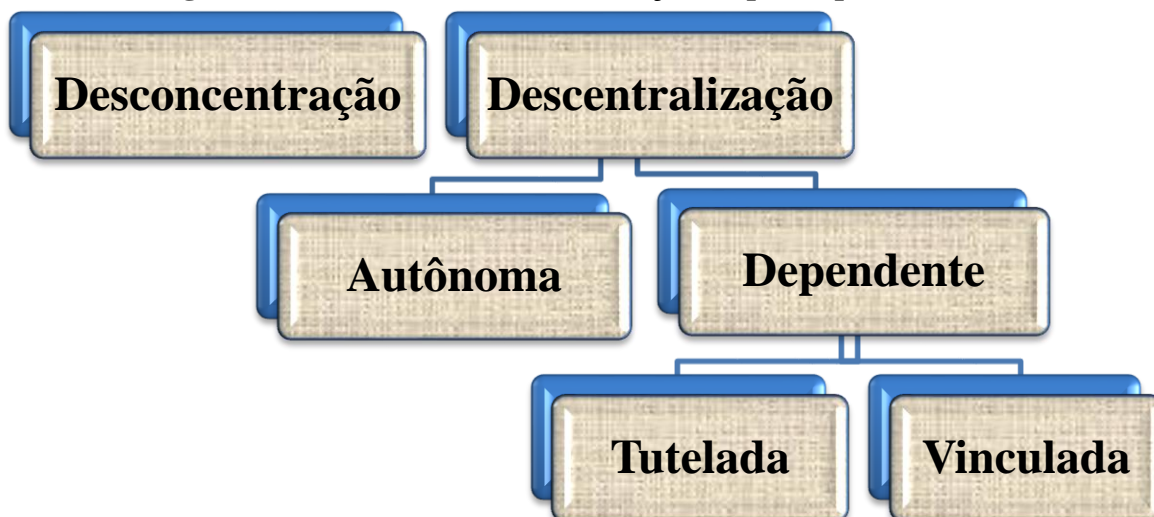 Desconcentração
Descentralização
Autônoma
Dependente
Tutelada
Vinculada